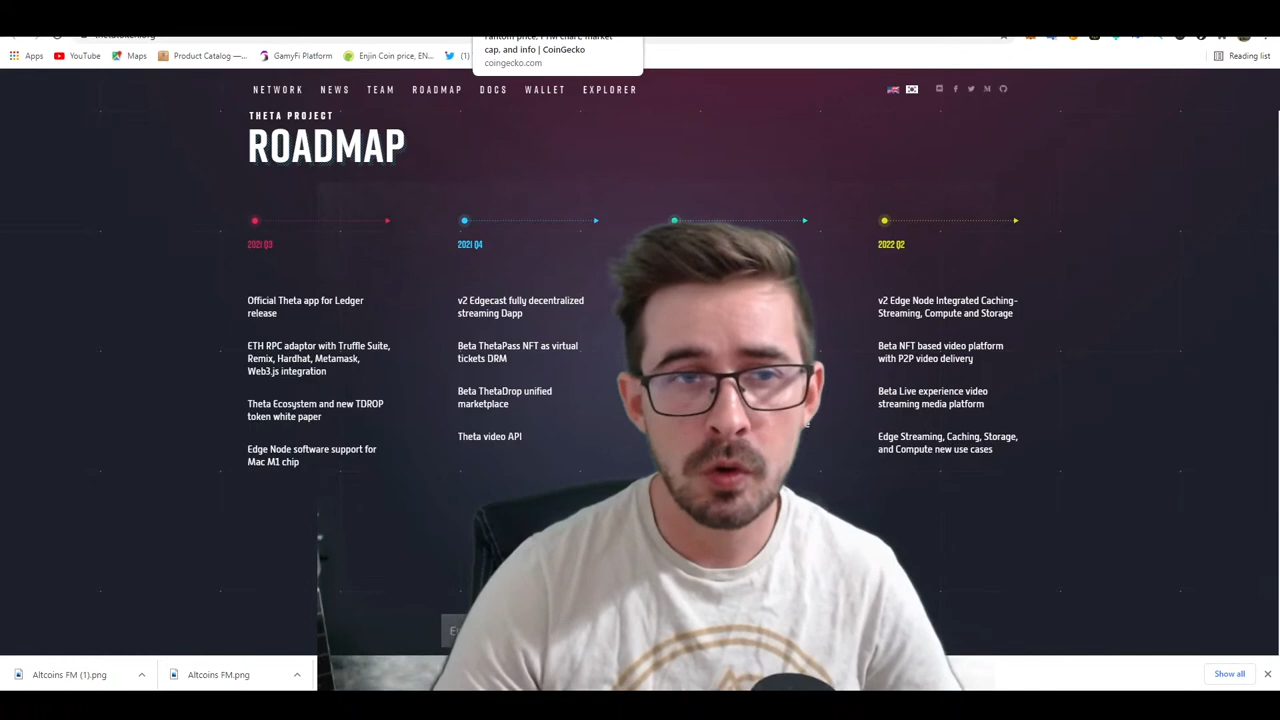 cap, and info | CoinGecko
coingecko.com
Apps
YouTube
Maps
Product Catalog —...
GamyFi Platform
Enjin Coin price, EN...
(1)
Reading list
NETWORK
NEWS
TEAM
ROADMAP
DOCS
WALLET
EXPLORER
THETA PROJECT
ROADMAP
2021 Q3
Official Theta app for Ledger
release
ETH RPC adaptor with Truffle Suite,
Remix, Hardhat, Metamask,
Web3.js integration
Theta Ecosystem and new TDROP
token white paper
Edge Node software support for
Mac M1 chip
2021 Q4
v2 Edgecast fully decentralized
streaming Dapp
Beta ThetaPass NFT as virtual
tickets DRM
Beta ThetaDrop unified
marketplace
Theta video API
2022 Q2
v2 Edge Node Integrated Caching-
Streaming, Compute and Storage
Beta NFT based video platform
with P2P video delivery
Beta Live experience video
streaming media platform
Edge Streaming, Caching, Storage,
and Compute new use cases
Altcoins FM (1).png
Altcoins FM.png
Show all